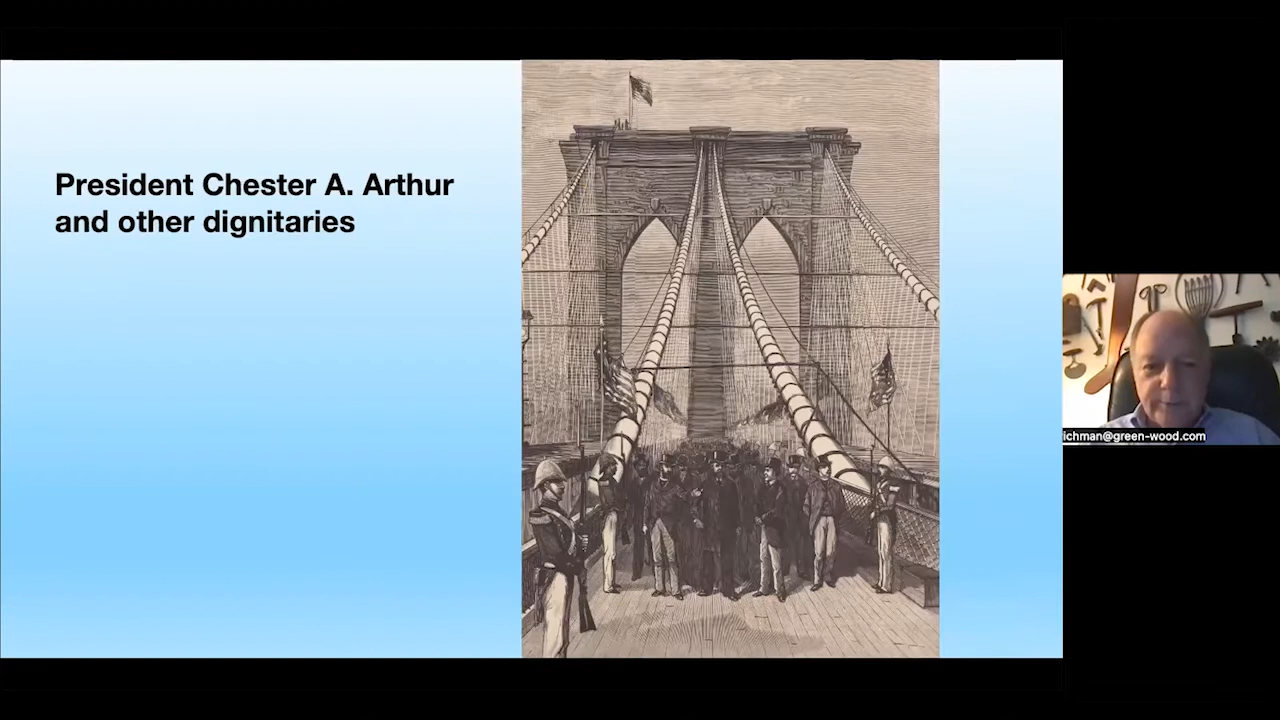 President Chester A. Arthur
and other dignitaries
ichman@green-wood.com